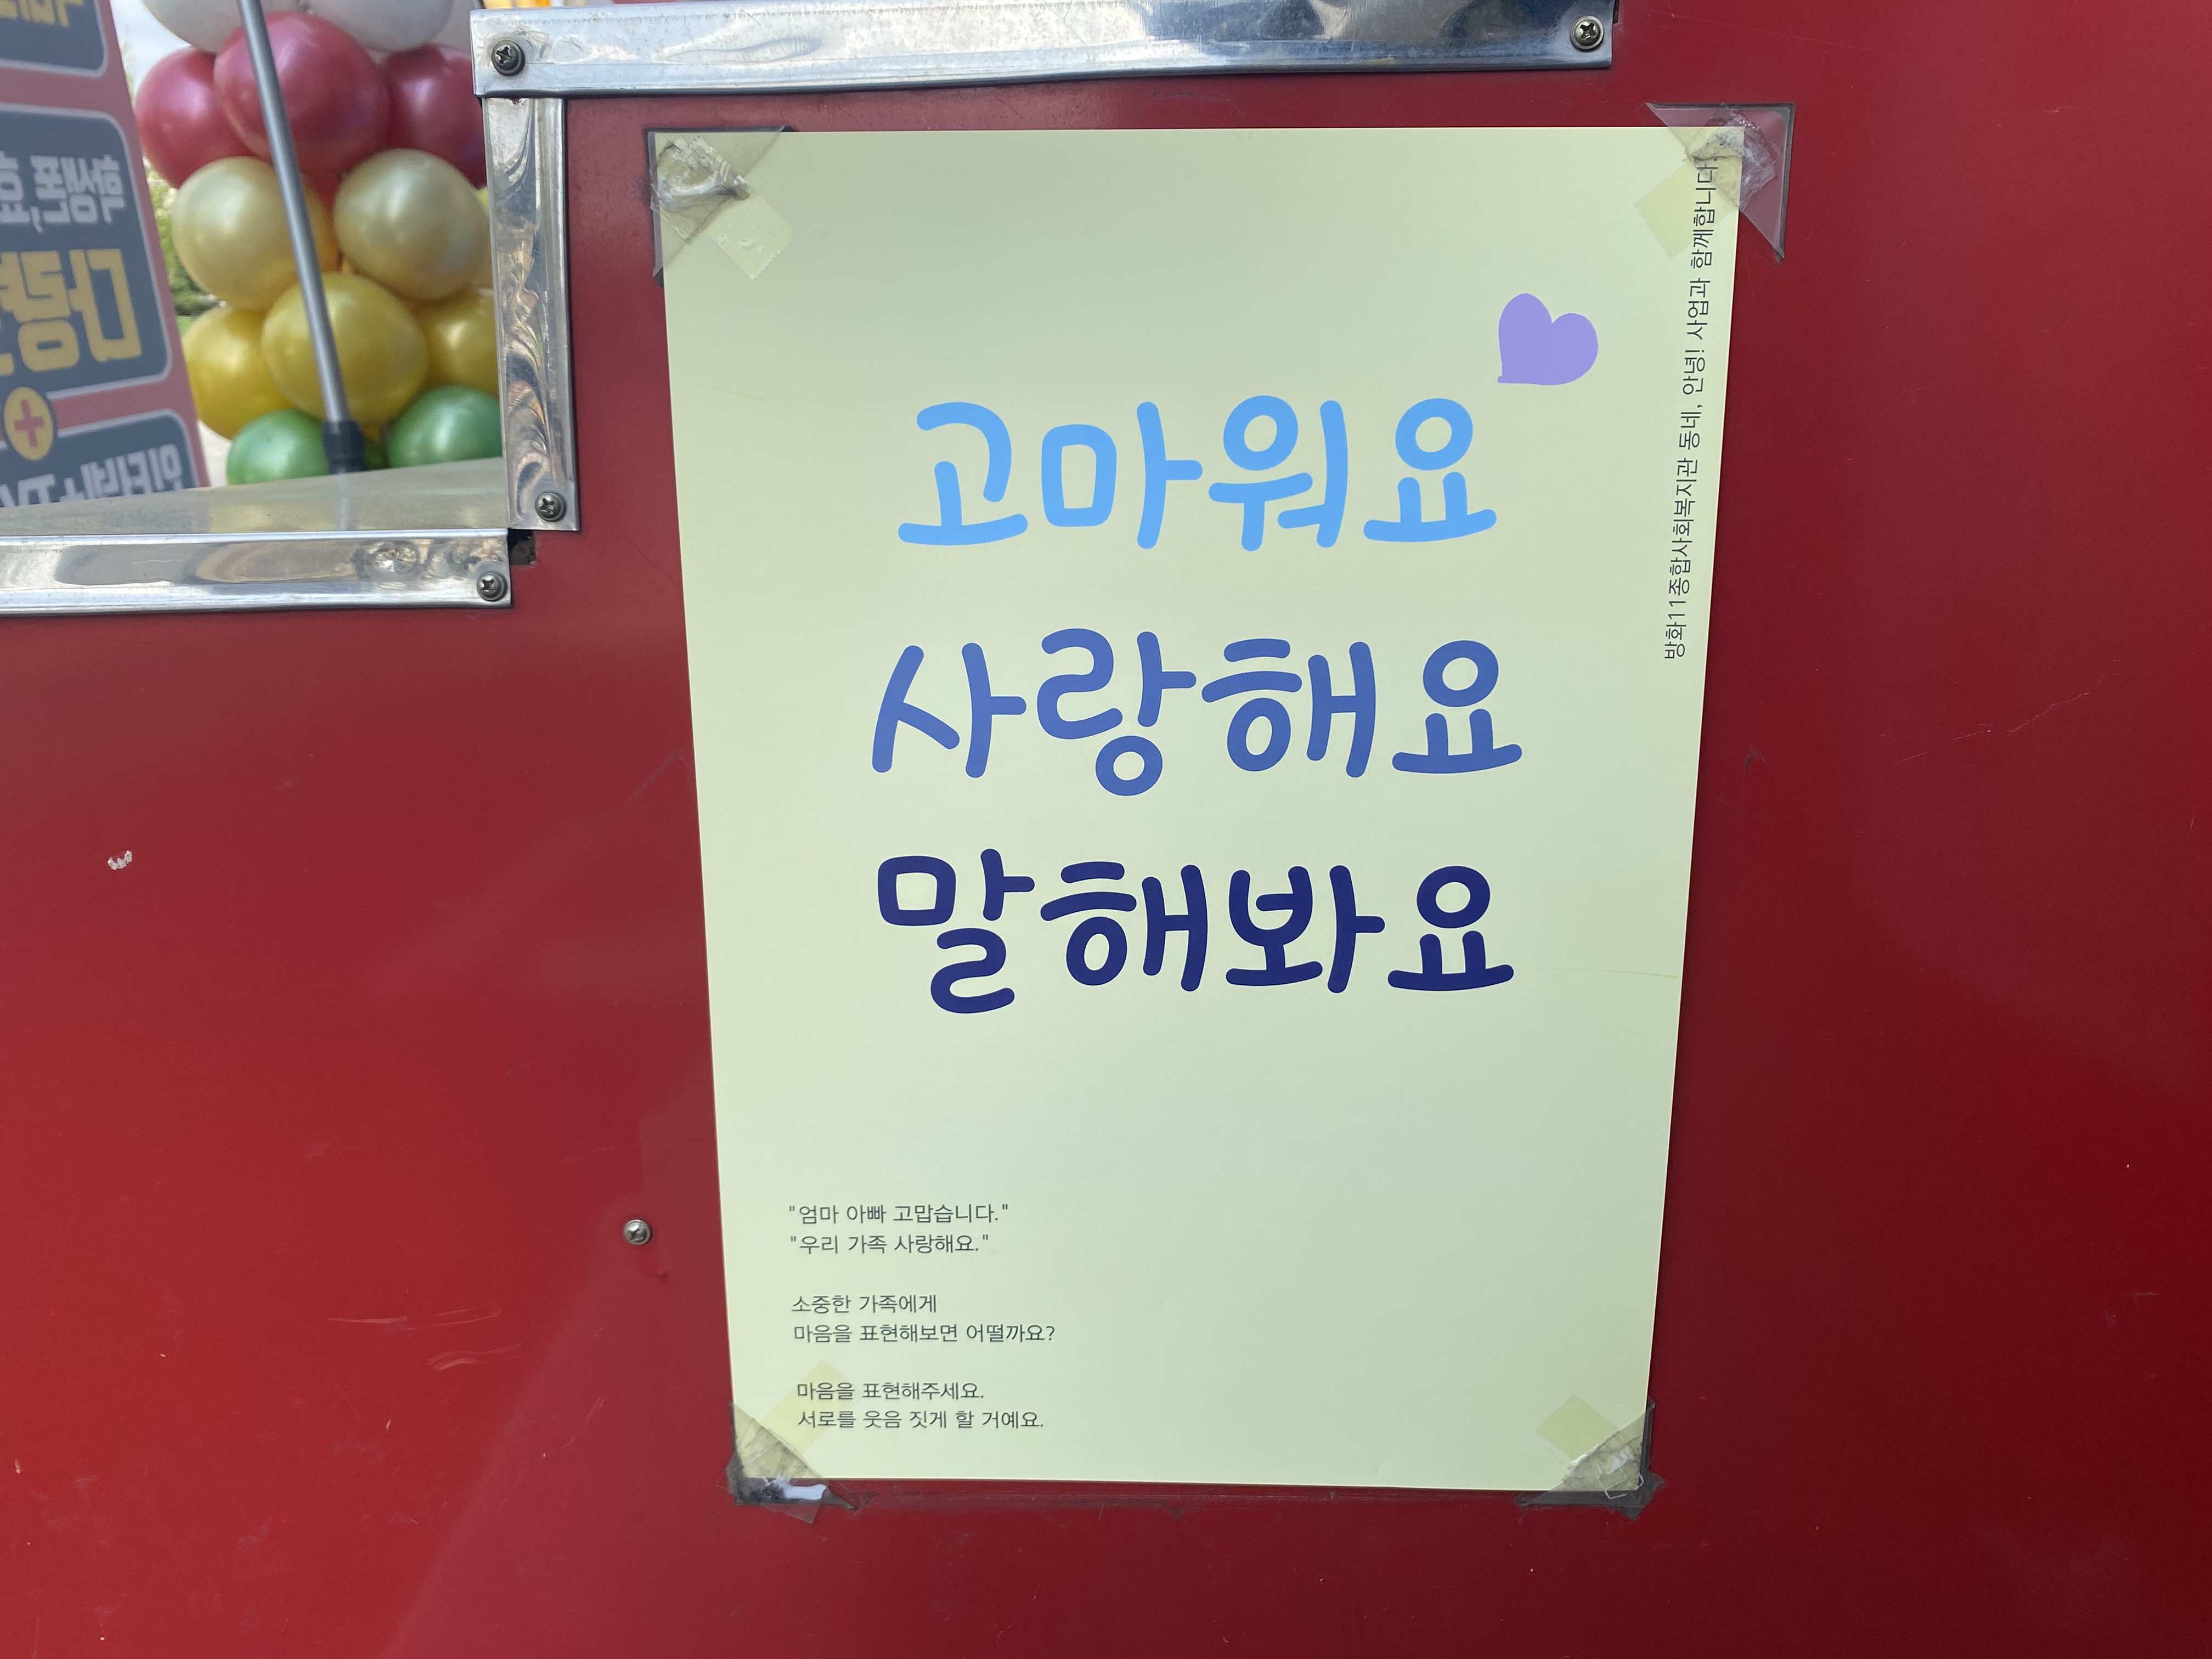 고마워요
사랑해요
말해봐요
"엄마 아빠 고맙습니다."
"우리 가족 사랑해요."
소중한 가족에게
마음을 표현해보면 어떨까요?
마음을 표현해주세요.
서로를 웃음 짓게 할 거예요.
방화11종합사회복지관 동네, 안녕! 사업과 함께합니다.